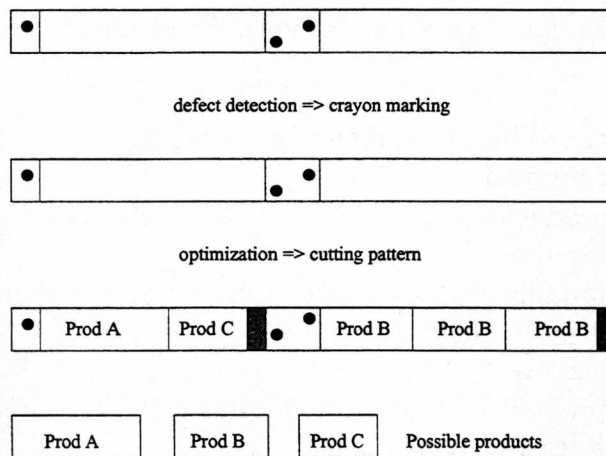 defect detection => crayon marking
optimization => cutting pattern
Prod A Prod C Prod B Prod B Prod B
Prod A Prod B Prod C Possible products